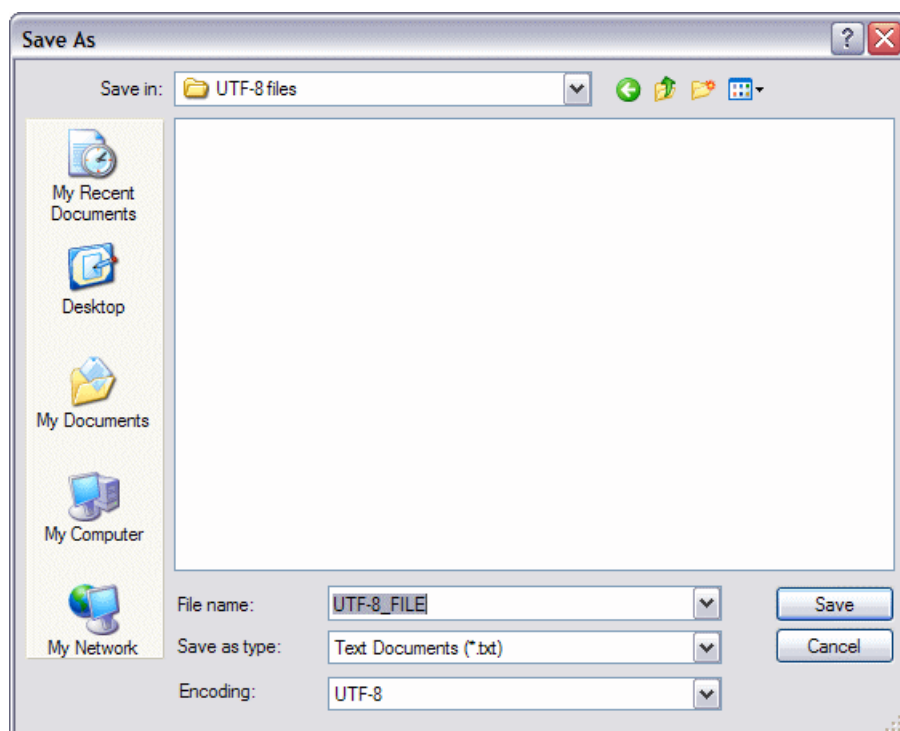 Save As
Save in: UTF-8 files
My Recent
Documents
Desktop
My Documents
My Computer
My Network
File name: UTF-8_FILE Save
Save as type: Text Documents (*.txt) Cancel
Encoding: UTF-8